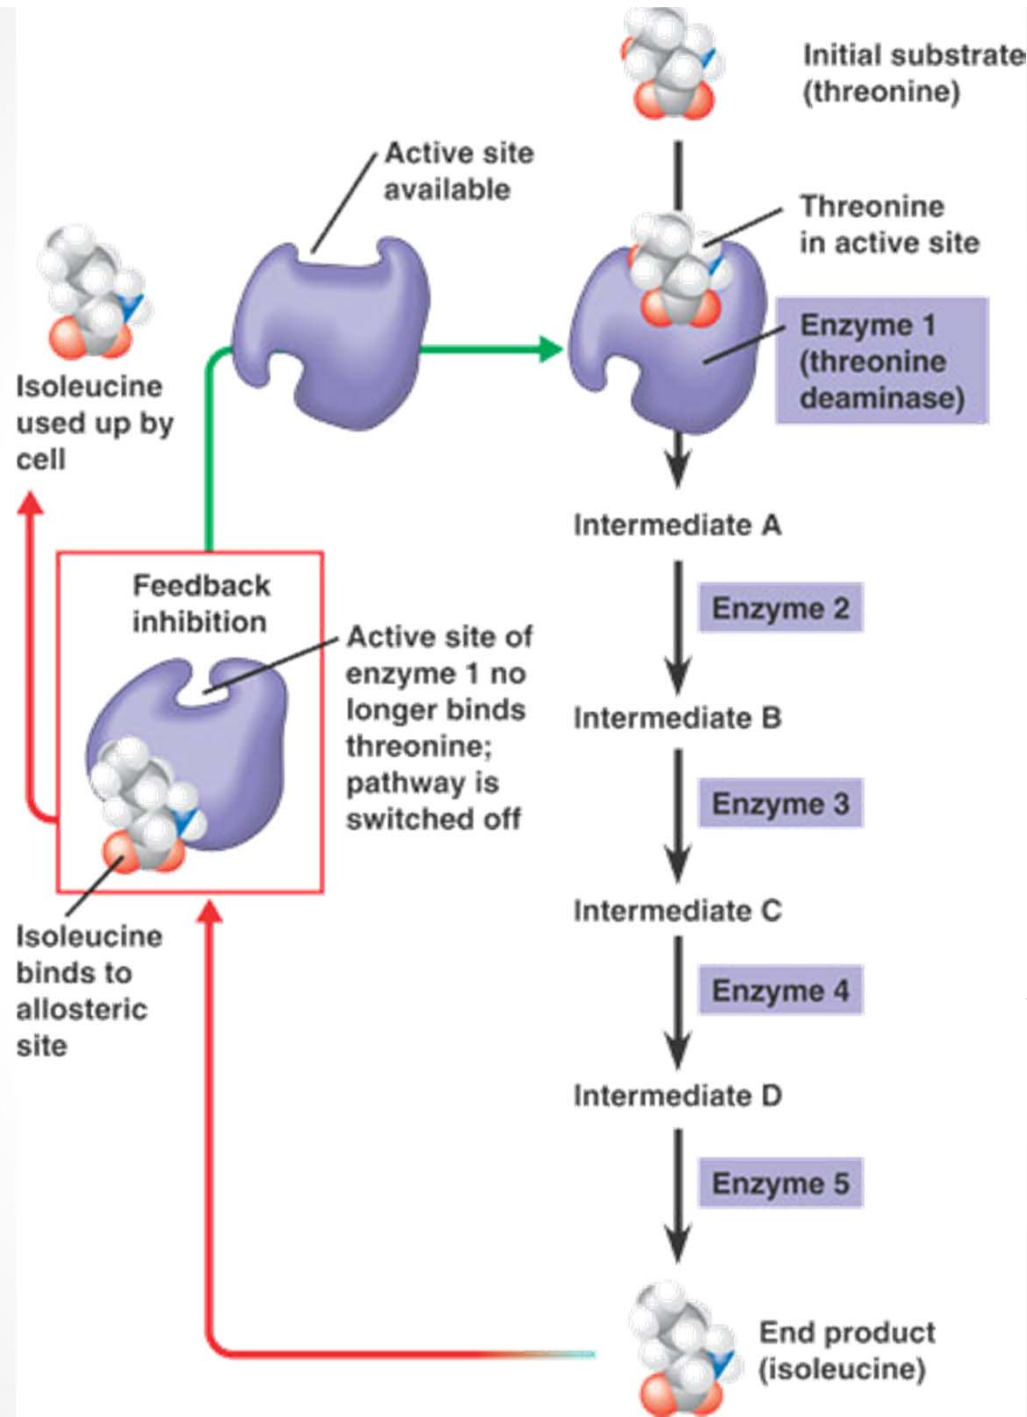 Initial substrate
(threonine)
Active site
available
Threonine
in active site
Enzyme 1
(threonine
deaminase)
Isoleucine
used up by
cell
Intermediate A
Feedback
inhibition
Enzyme 2
Active site of
enzyme 1 no
longer binds
threonine;
pathway is
switched off
Intermediate B
Enzyme 3
Intermediate C
Isoleucine
binds to
allosteric
site
Enzyme 4
Intermediate D
Enzyme 5
End product
(isoleucine)